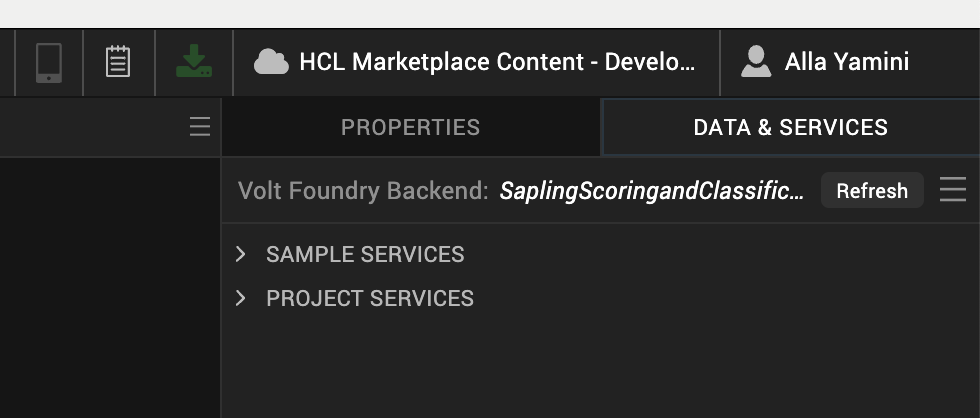 HCL Marketplace Content - Develo...
Alla Yamini
PROPERTIES
DATA & SERVICES
Volt Foundry Backend: SaplingScoringandClassific... Refresh
SAMPLE SERVICES
PROJECT SERVICES